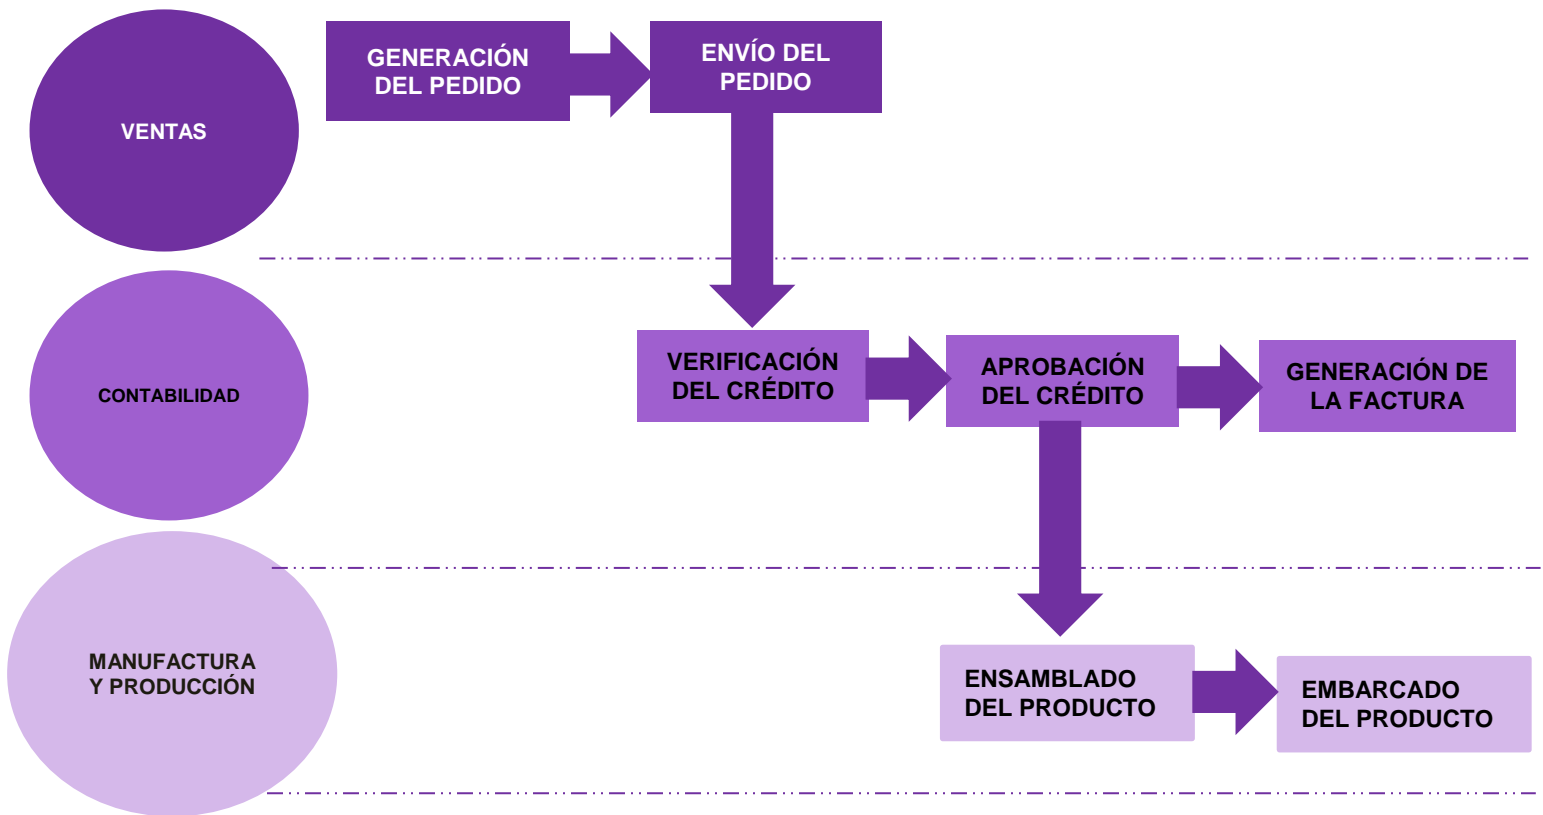 VENTAS
GENERACIÓN
DEL PEDIDO
ENVÍO DEL
PEDIDO
CONTABILIDAD
VERIFICACIÓN
DEL CRÉDITO
APROBACIÓN
DEL CRÉDITO
GENERACIÓN DE
LA FACTURA
MANUFACTURA
Y PRODUCCIÓN
ENSAMBLADO
DEL PRODUCTO
EMBARCADO
DEL PRODUCTO